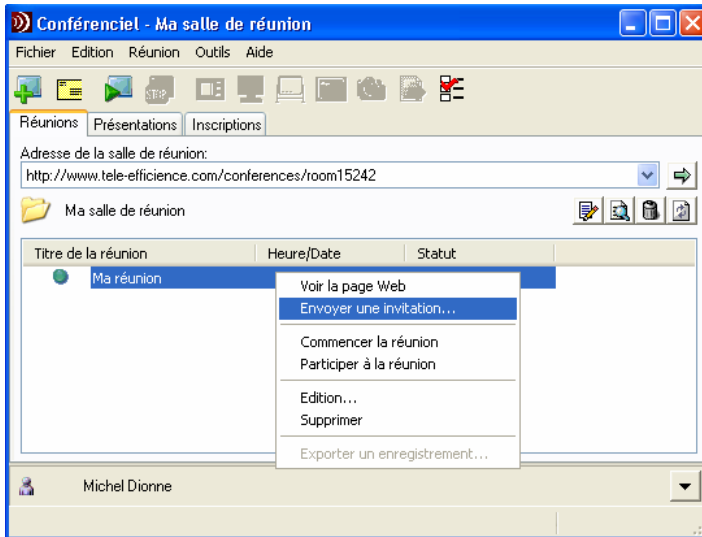 Conférenciel - Ma salle de réunion
Fichier Edition Réunion Outils Aide
STOP
Réunions Présentations Inscriptions
Adresse de la salle de réunion:
http://www.tele-efficience.com/conferences/room15242
Ma salle de réunion
Titre de la réunion Heure/Date Statut
Ma réunion
Voir la page Web
Envoyer une invitation...
Commencer la réunion
Participer à la réunion
Edition...
Supprimer
Exporter un enregistrement...
Michel Dionne